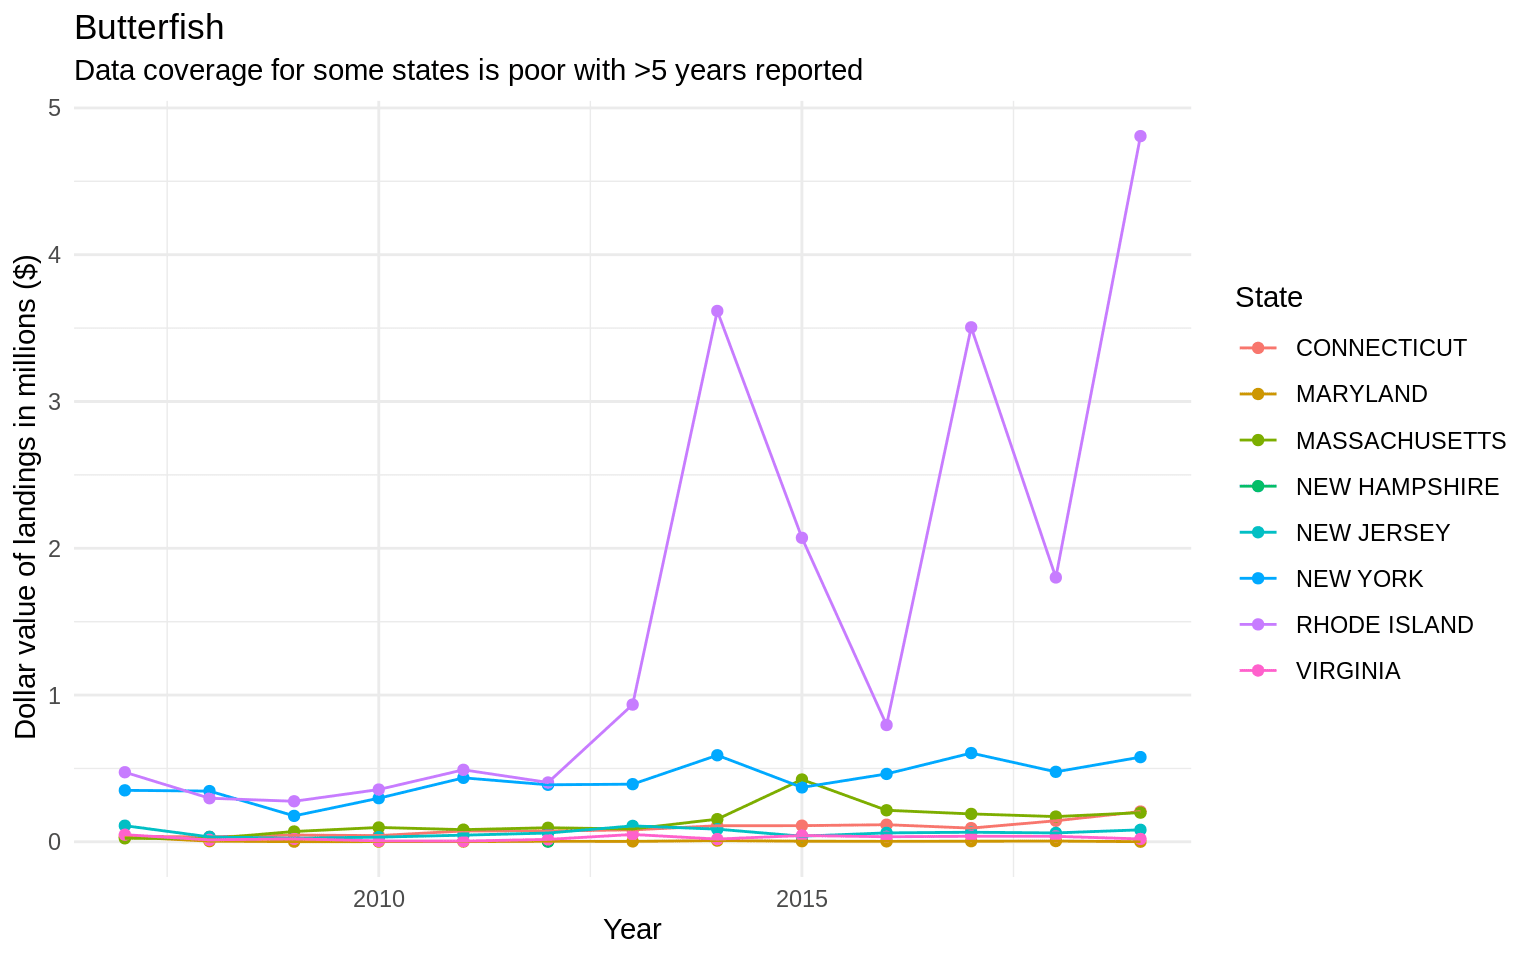 Butterfish
Data coverage for some states is poor with >5 years reported
Dollar value of landings in millions ($)
5
4
3
2
1
0
2010
2015
Year
State
CONNECTICUT
MARYLAND
MASSACHUSETTS
NEW HAMPSHIRE
NEW JERSEY
NEW YORK
RHODE ISLAND
VIRGINIA